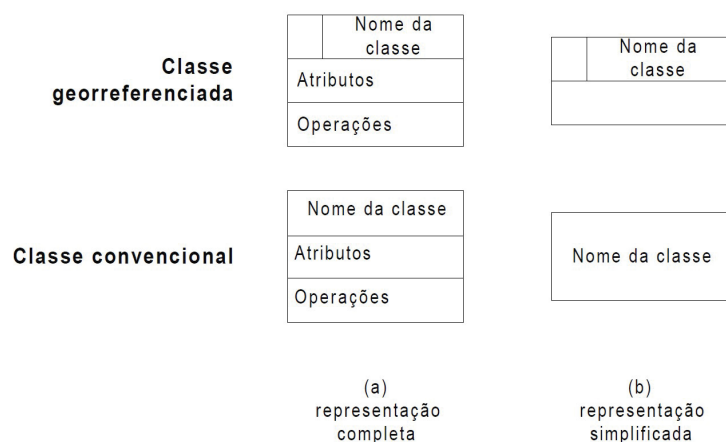 Classe
georreferenciada
Nome da
classe
Atributos
Operações
Nome da
classe
Classe convencional
Nome da classe
Atributos
Operações
Nome da classe
(a)
representação
completa
(b)
representação
simplificada